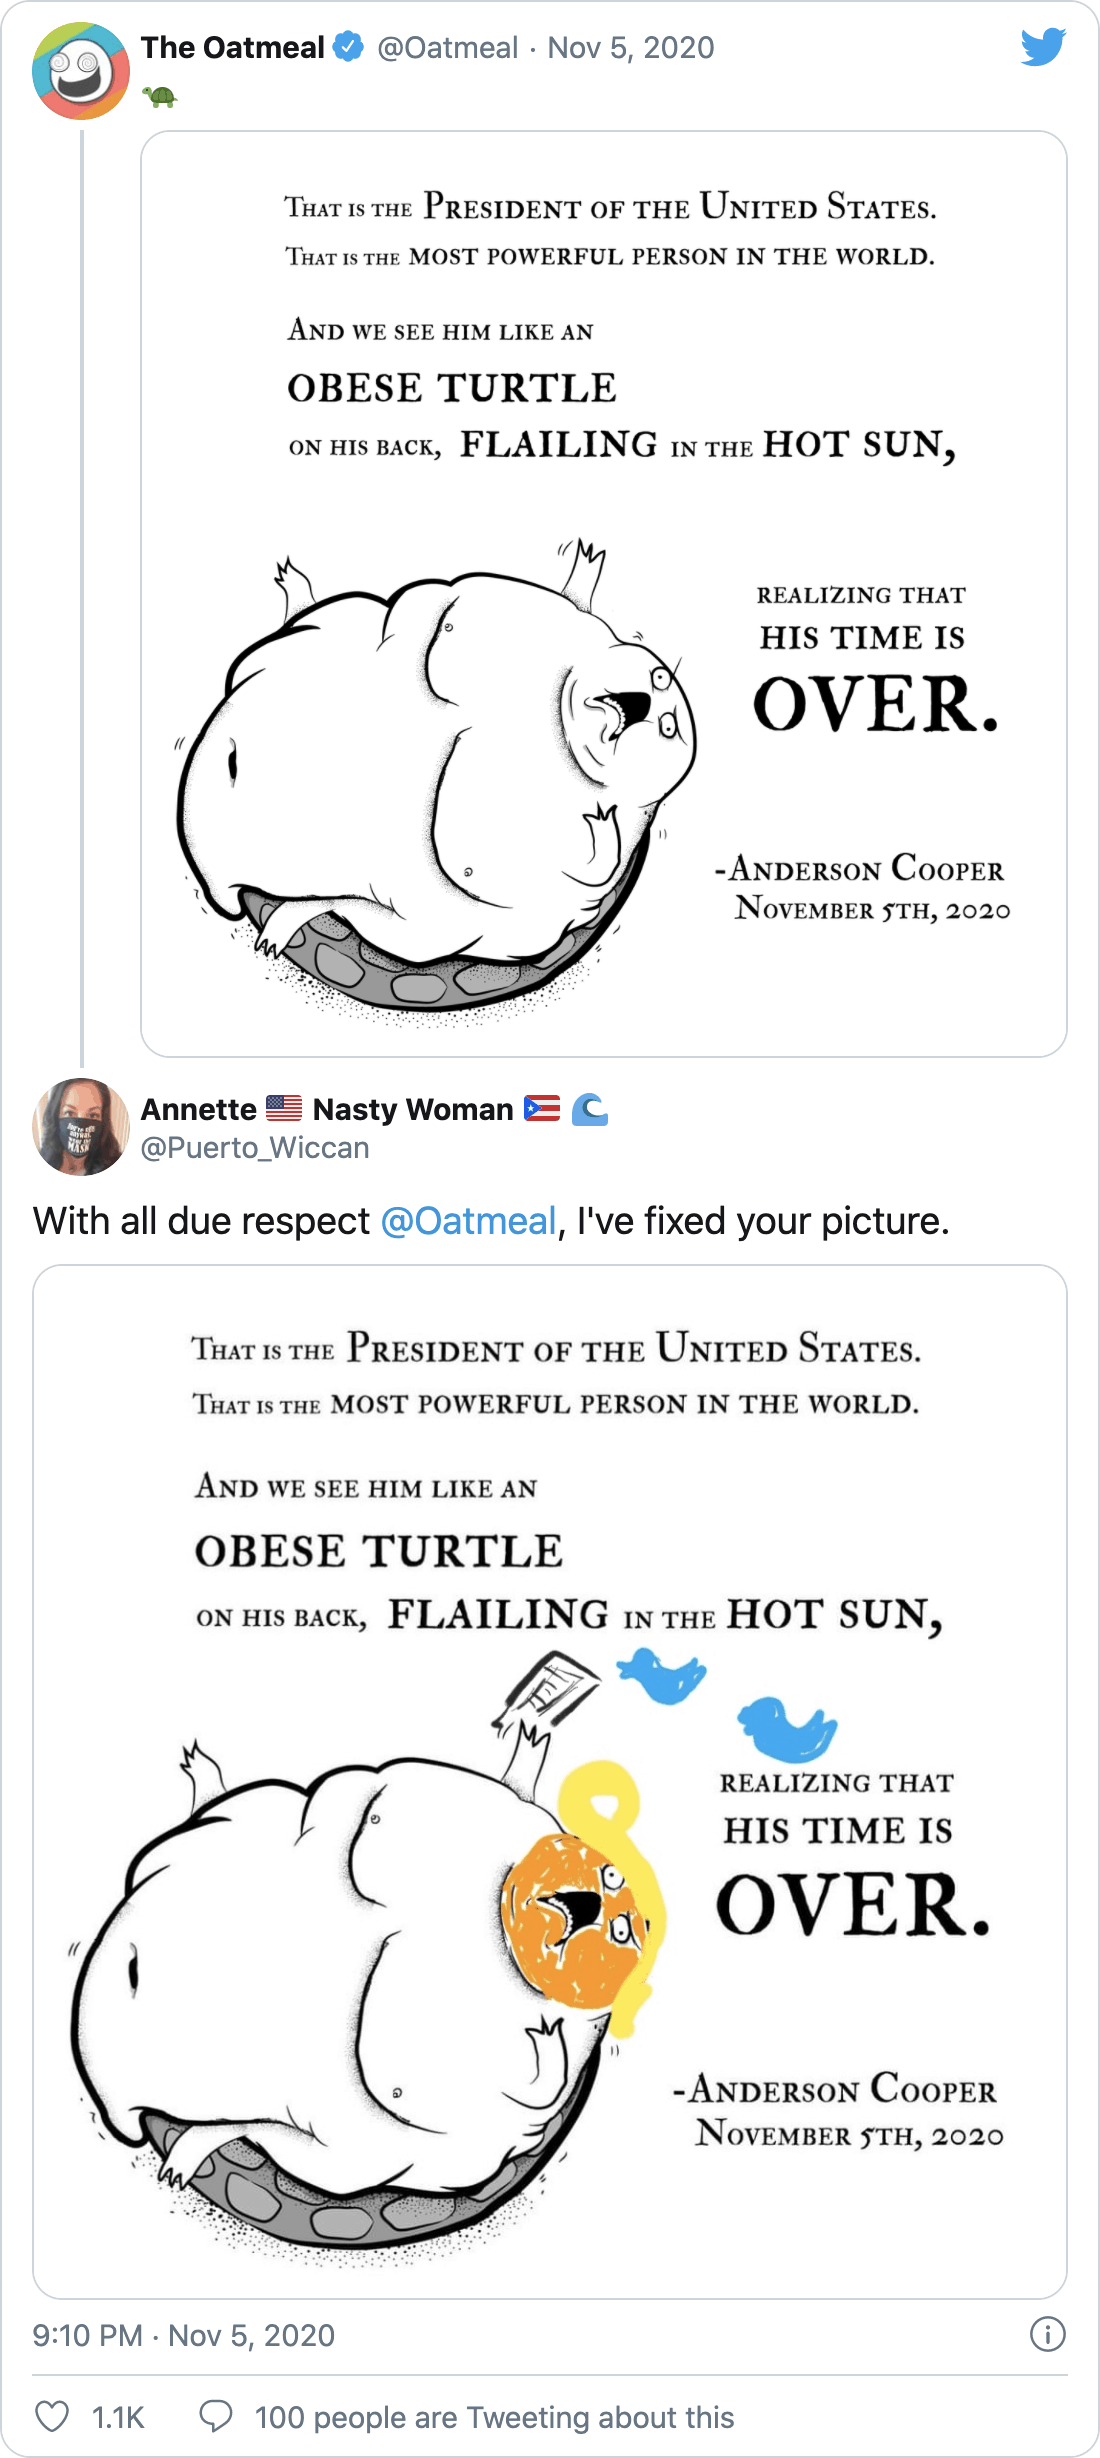 The Oatmeal @Oatmeal · Nov 5, 2020
That is the President of the United States.
That is the most powerful person in the world.
And we see him like an
OBESE TURTLE
on his back, FLAILING in the HOT SUN,
realizing that
his time is
OVER.
-Anderson Cooper
November 5th, 2020
Annette 🇺🇸 Nasty Woman 🇵🇷 🌊
@Puerto_Wiccan
With all due respect @Oatmeal, I've fixed your picture.
That is the President of the United States.
That is the most powerful person in the world.
And we see him like an
OBESE TURTLE
on his back, FLAILING in the HOT SUN,
realizing that
his time is
OVER.
-Anderson Cooper
November 5th, 2020
9:10 PM · Nov 5, 2020
1.1K 100 people are Tweeting about this